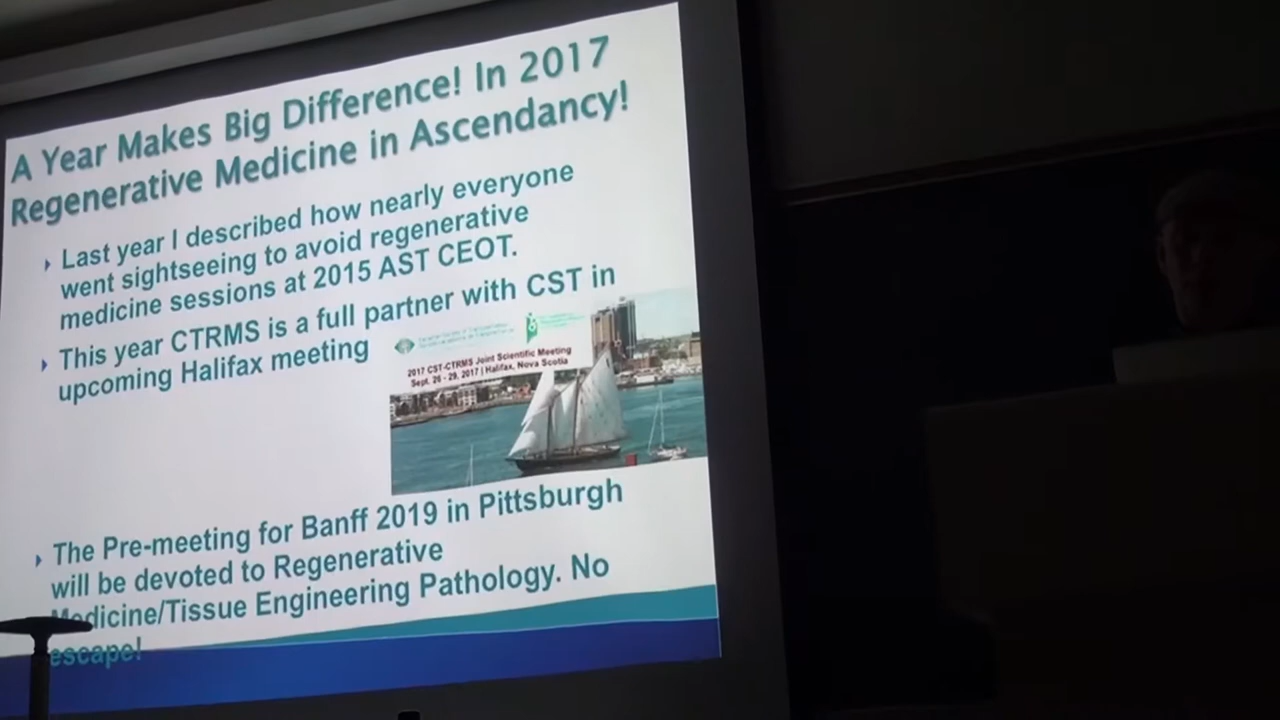 A Year Makes Big Difference! In 2017
Regenerative Medicine in Ascendancy!
Last year I described how nearly everyone
went sightseeing to avoid regenerative
medicine sessions at 2015 AST CEOT.
This year CTRMS is a full partner with CST in
upcoming Halifax meeting
2017 CST-CTRMS Joint Scientific Meeting
Sept. 26 - 29, 2017 | Halifax, Nova Scotia
The Pre-meeting for Banff 2019 in Pittsburgh
will be devoted to Regenerative
Medicine/Tissue Engineering Pathology. No
escape!